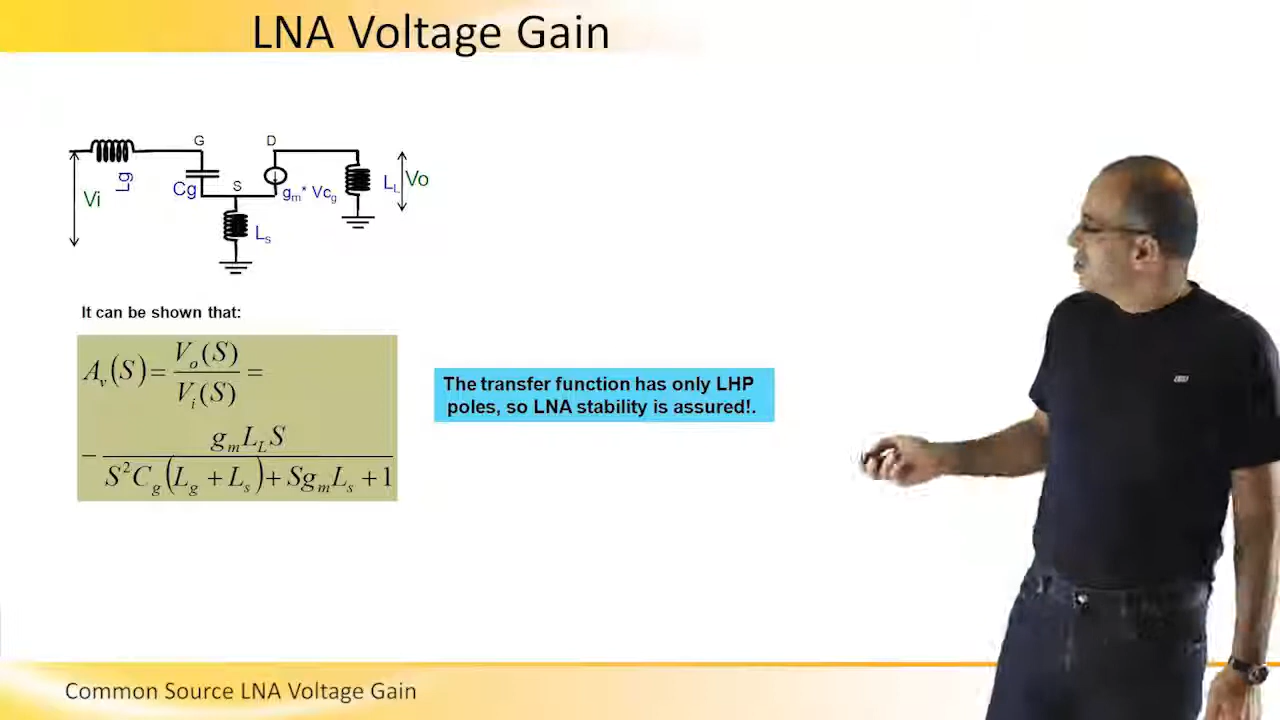 LNA Voltage Gain
G D
Vi Lg Cg S gm* Vcg LL Vo
Ls
It can be shown that:
Av(S) = Vo(S) / Vi(S) =
- gmLLS / S²Cg(Lg + Ls) + SgmLs + 1
The transfer function has only LHP
poles, so LNA stability is assured!.
Common Source LNA Voltage Gain